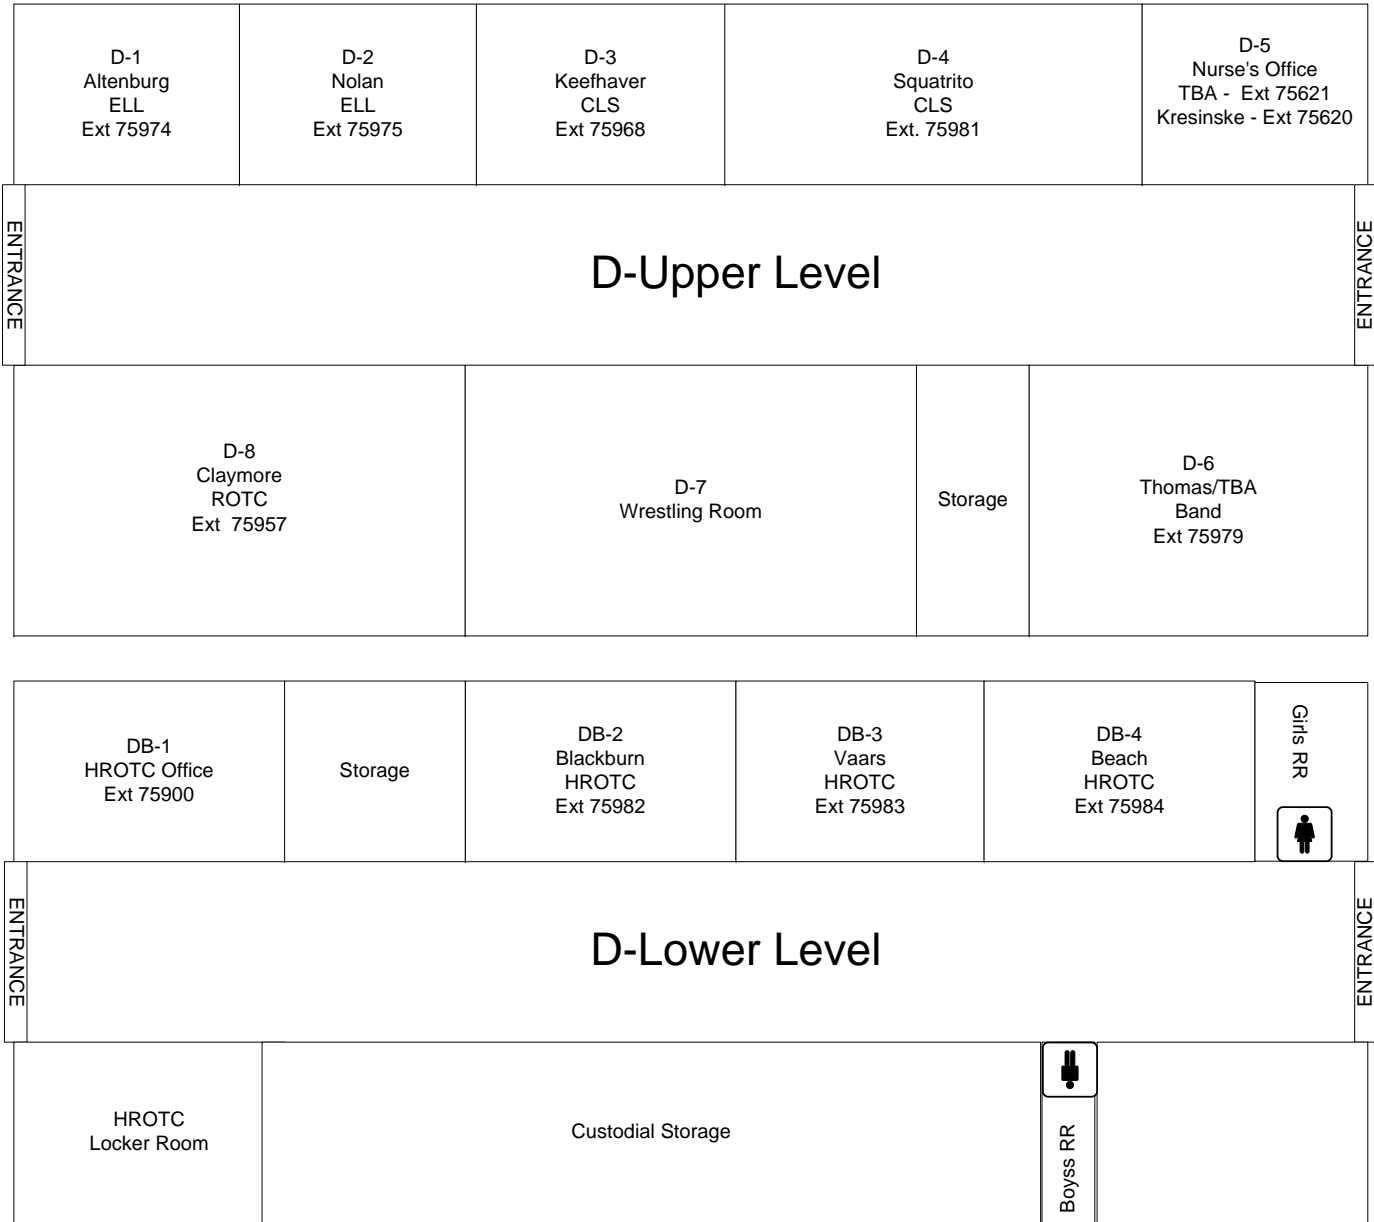 D-1
Altenburg
ELL
Ext 75974
D-2
Nolan
ELL
Ext 75975
D-3
Keefhaver
CLS
Ext 75968
D-4
Squatrito
CLS
Ext. 75981
D-5
Nurse's Office
TBA -  Ext 75621
Kresinske - Ext 75620
ENTRANCE
D-Upper Level
ENTRANCE
D-8
Claymore
ROTC
Ext  75957
D-7
Wrestling Room
Storage
D-6
Thomas/TBA
Band
Ext 75979
DB-1
HROTC Office
Ext 75900
Storage
DB-2
Blackburn
HROTC
Ext 75982
DB-3
Vaars
HROTC
Ext 75983
DB-4
Beach
HROTC
Ext 75984
Girls RR
ENTRANCE
D-Lower Level
ENTRANCE
HROTC
Locker Room
Custodial Storage
Boyss RR